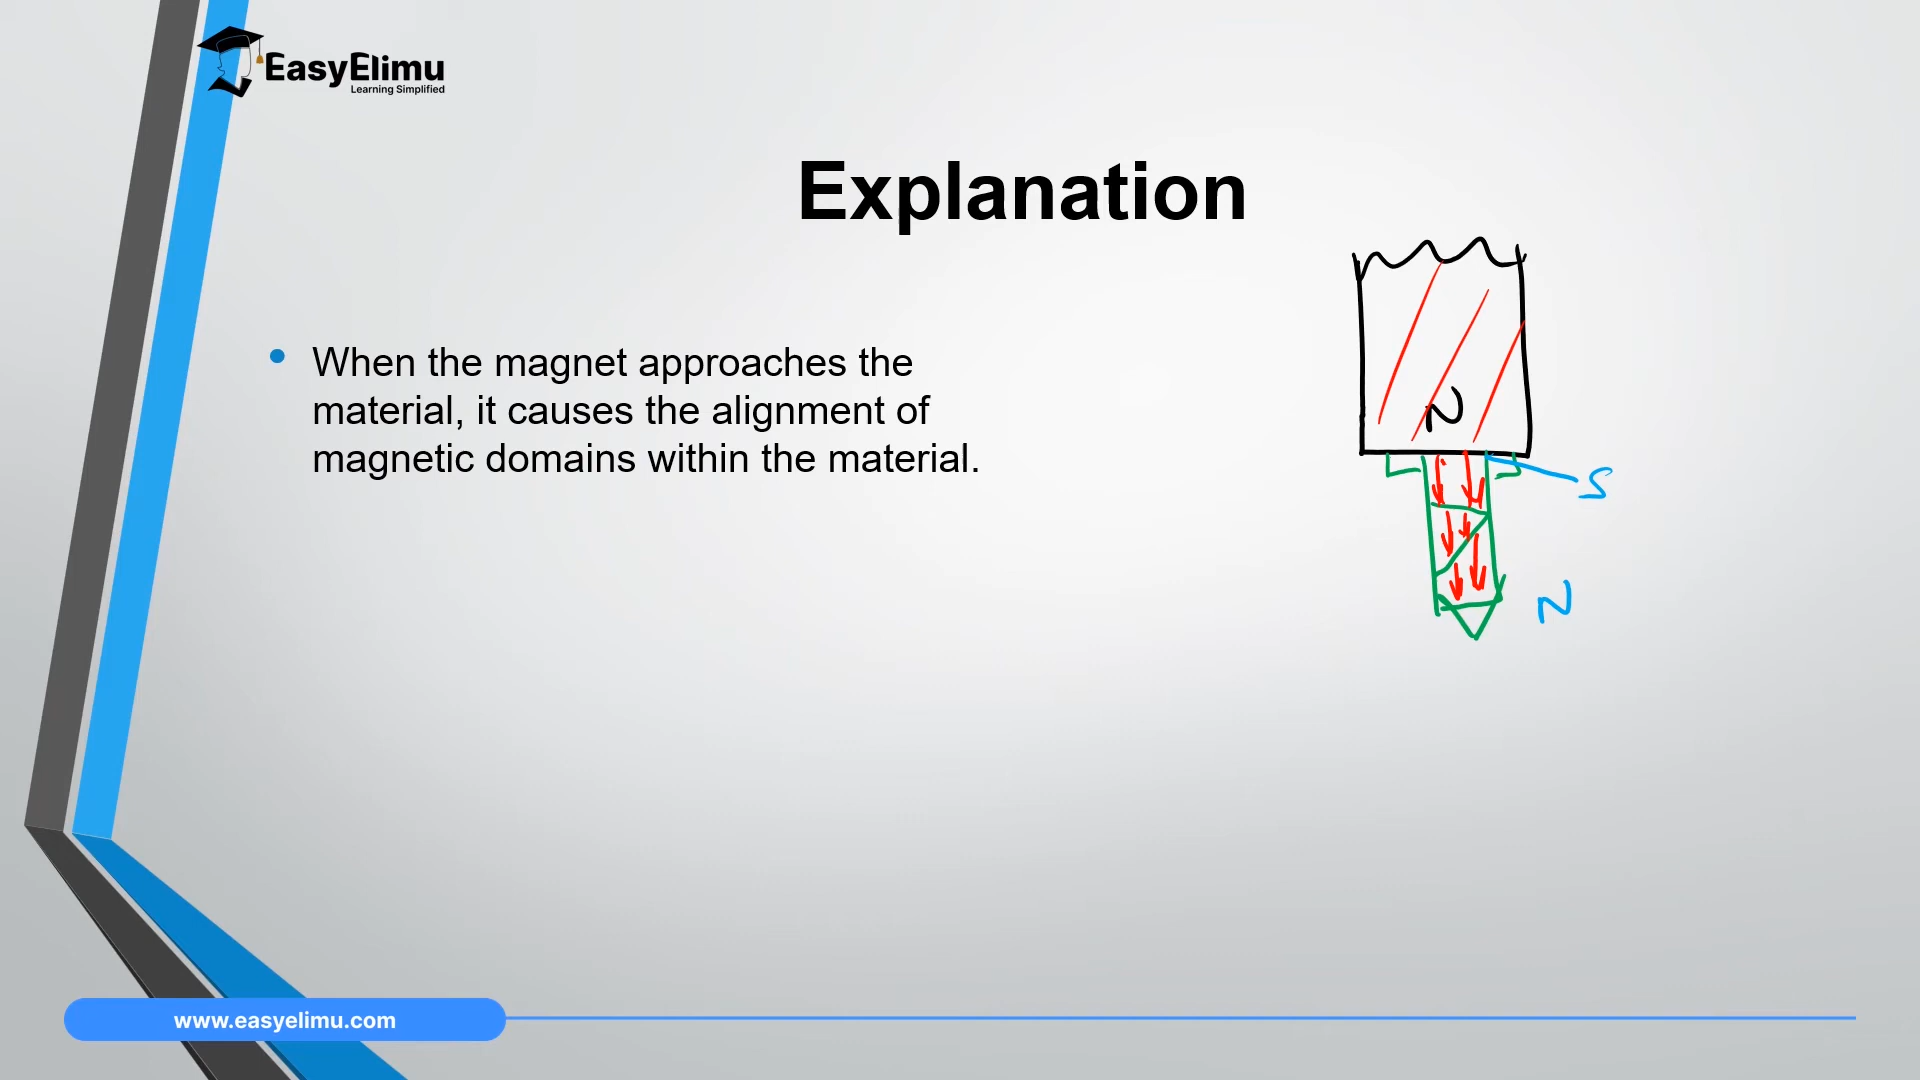 EasyElimu
Learning Simplified
Explanation
When the magnet approaches the
material, it causes the alignment of
magnetic domains within the material.
N
S
N
www.easyelimu.com